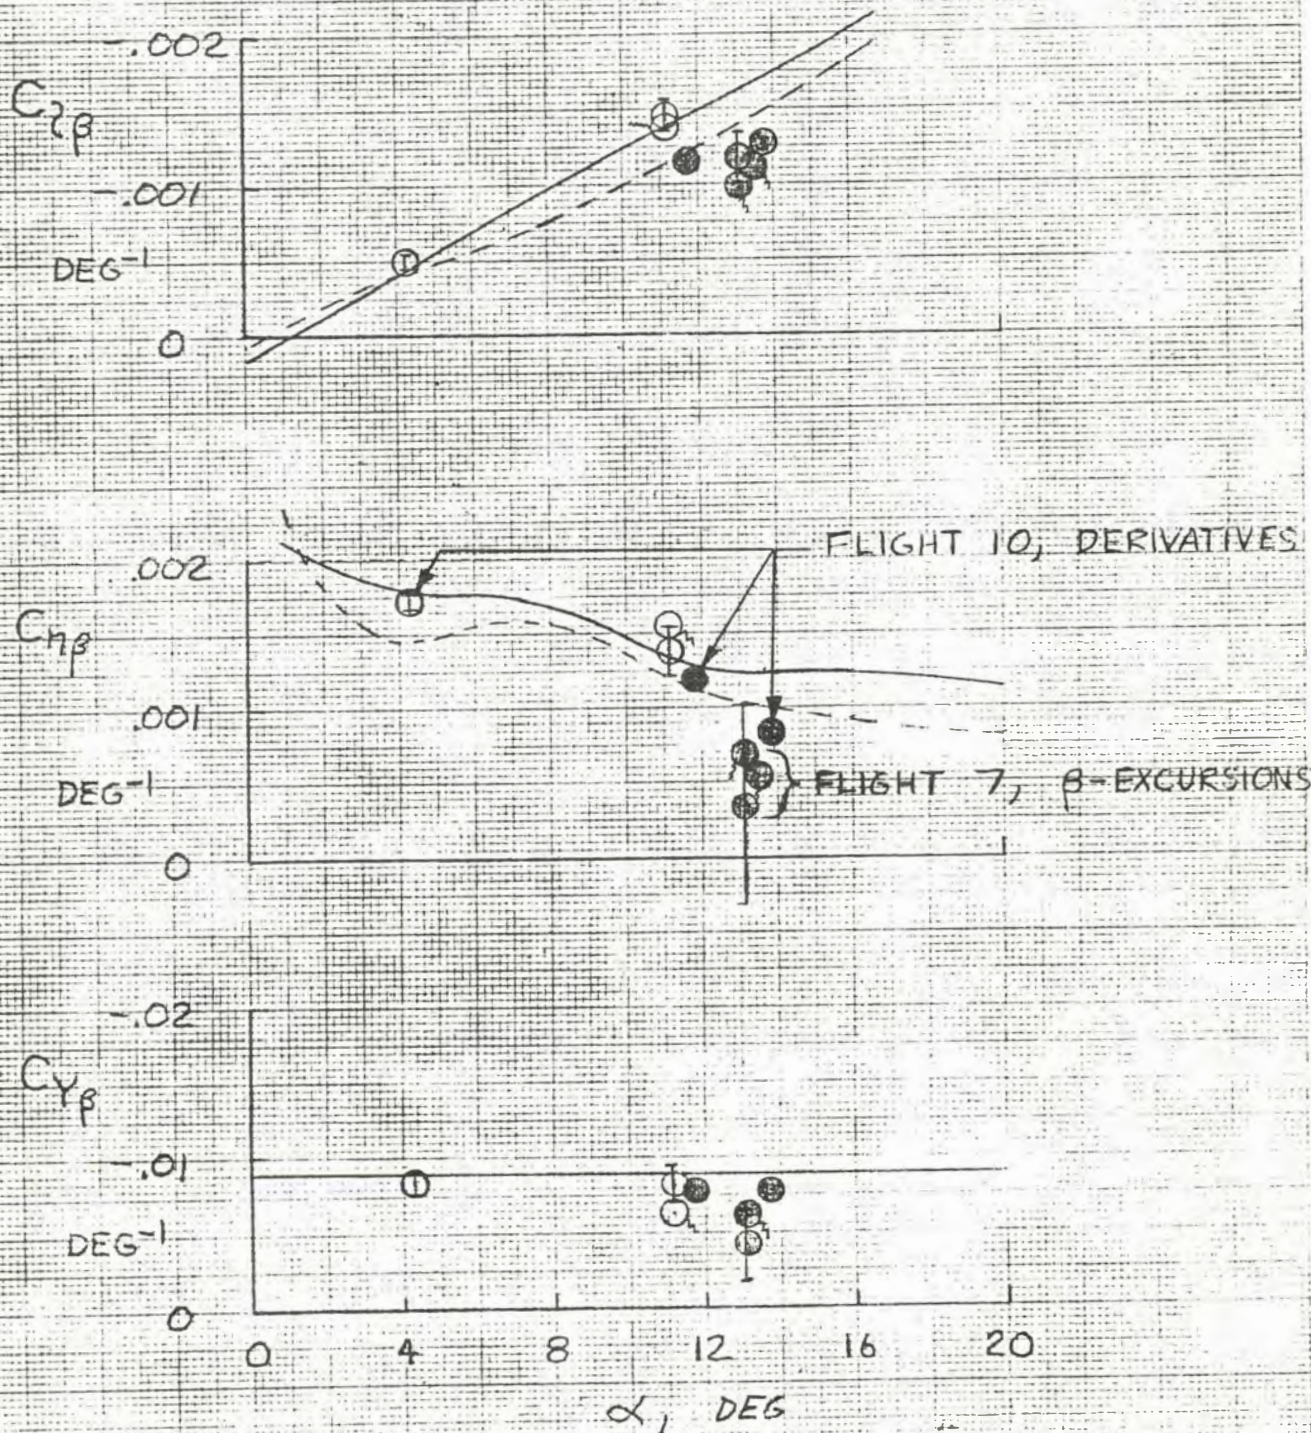 -.002
Clβ
-.001
DEG⁻¹
0
FLIGHT 10, DERIVATIVES
.002
Cnβ
.001
DEG⁻¹
FLIGHT 7, β-EXCURSIONS
0
-.02
CYβ
-.01
DEG⁻¹
0
0 4 8 12 16 20
α, DEG